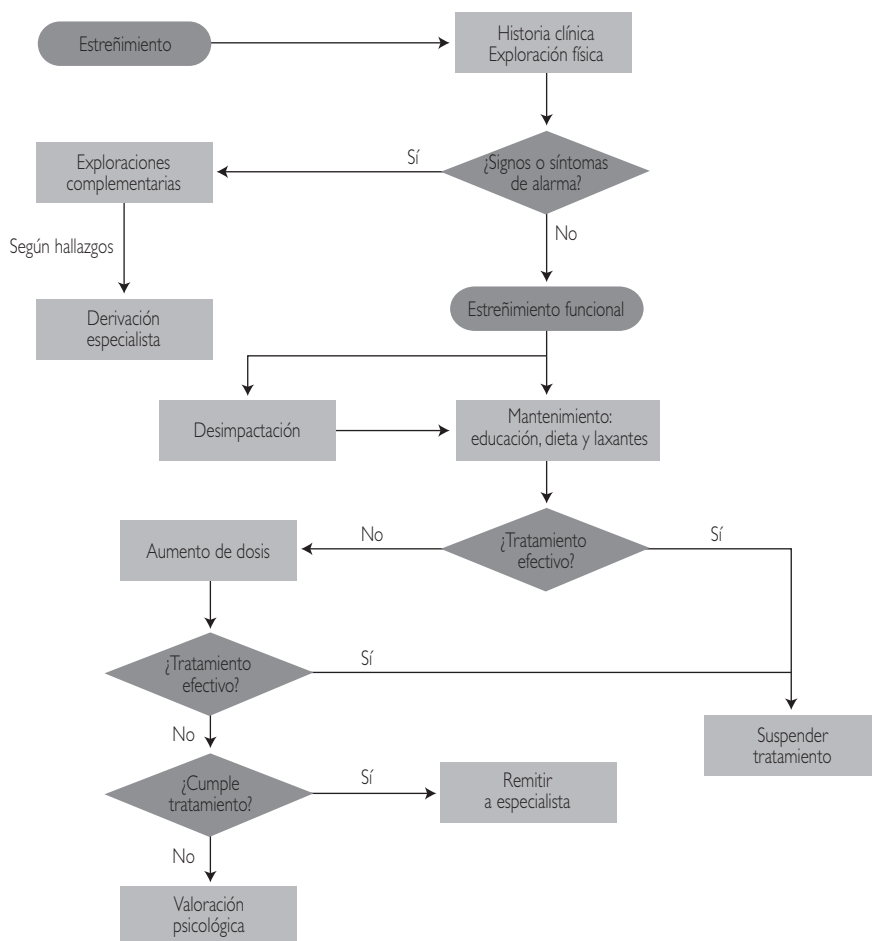 Estreñimiento
Historia clínica
Exploración física
¿Signos o síntomas
de alarma?
Sí
Exploraciones
complementarias
No
Según hallazgos
Derivación
especialista
Estreñimiento funcional
Desimpactación
Mantenimiento:
educación, dieta y laxantes
¿Tratamiento
efectivo?
No
Sí
Aumento de dosis
¿Tratamiento
efectivo?
Sí
No
Suspender
tratamiento
¿Cumple
tratamiento?
Sí
Remitir
a especialista
No
Valoración
psicológica